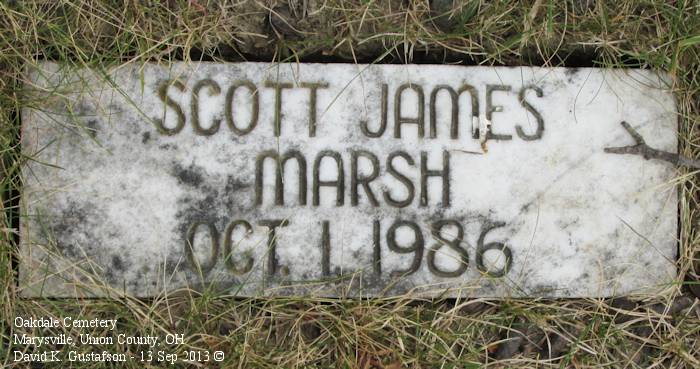 SCOTT JAMES
MARSH
OCT. 1. 1986
Oakdale Cemetery
Marysville, Union County, OH
David K. Gustafson - 13 Sep 2013 ©